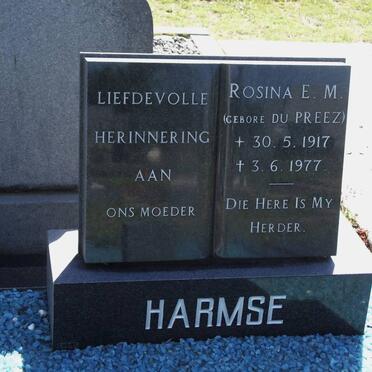 LIEFDEVOLLE
HERINNERING
AAN
ONS MOEDER
ROSINA E. M.
(GEBORE DU PREEZ)
+ 30. 5. 1917
† 3. 6. 1977
DIE HERE IS MY
HERDER.
HARMSE